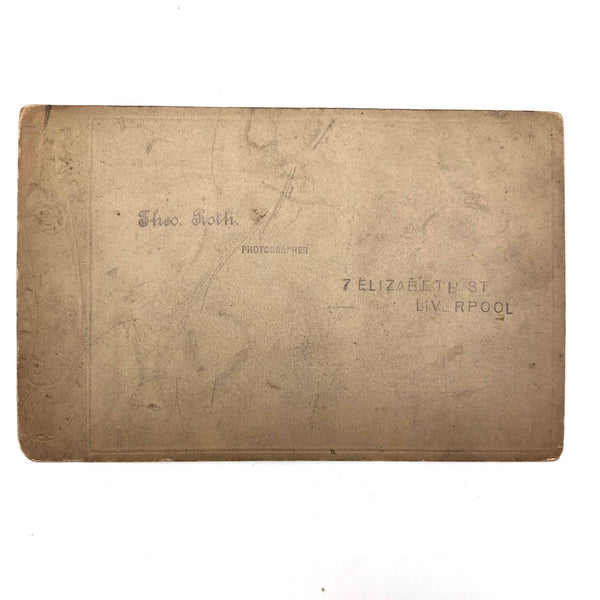 Theo. Roth.
PHOTOGRAPHER
7 ELIZABETH ST
LIVERPOOL